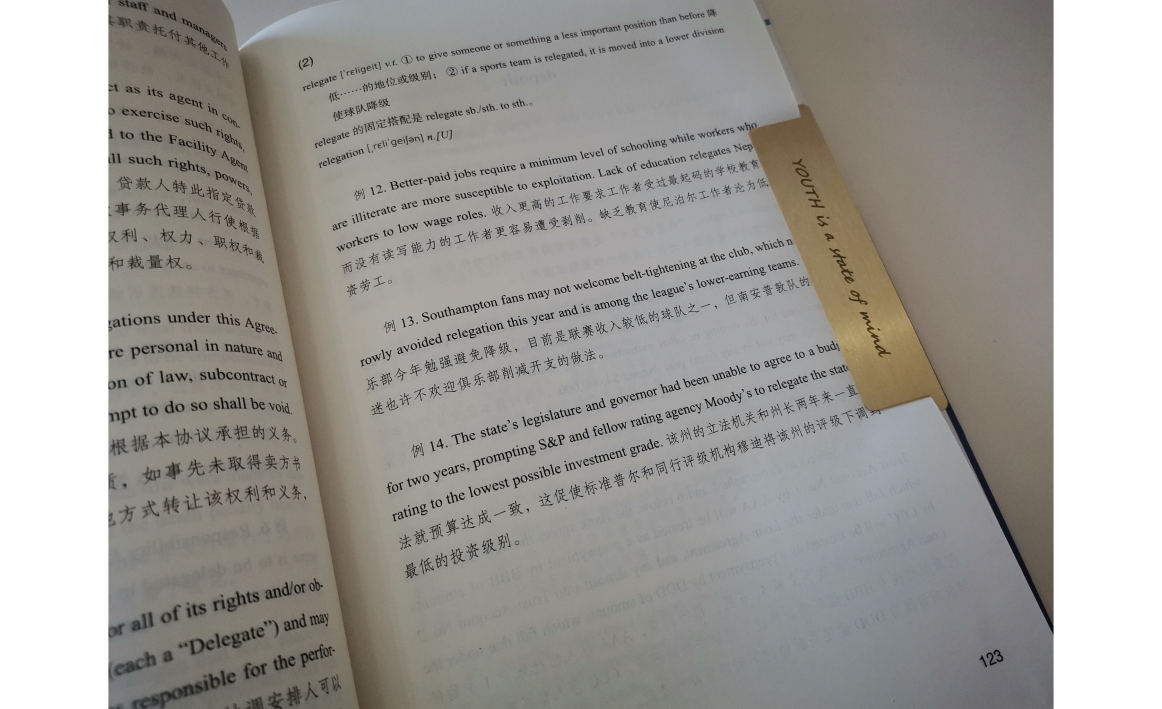 staff and managers
职责托付其他工作
as its agent in con-
exercise such rights,
to the Facility Agent
such rights, powers,
贷款人特此指定贷款
事务代理人行使根据
权利、权力、职权和裁
和裁量权。
under this Agree-
personal in nature and
of law, subcontract or
to do so shall be void.
根据本协议承担的义务。
如事先未取得卖方书
方式转让该权利和义务,
all of its rights and/or ob-
(each a “Delegate”) and may
responsible for the perfor-
安排人可以
(2)
relegate [ˈrɛligeit] v.t. ① to give someone or something a less important position than before 降
低……的地位或级别； ② if a sports team is relegated, it is moved into a lower division
使球队降级
relegate 的固定搭配是 relegate sb./sth. to sth.。
relegation [ˌrɛliˈgeiʃən] n.[U]
例 12. Better-paid jobs require a minimum level of schooling while workers who
are illiterate are more susceptible to exploitation. Lack of education relegates
workers to low wage roles. 收入更高的工作要求工作者受过最起码的学校教育
而没有读写能力的工作者更容易遭受剥削。缺乏教育使尼泊尔工作者沦为低
资劳工。
例 13. Southampton fans may not welcome belt-tightening at the club, which
rowly avoided relegation this year and is among the league’s lower-earning teams.
乐部今年勉强避免降级，目前是联赛收入较低的球队之一，但南安普敦队的
迷也许不欢迎俱乐部削减开支的做法。
例 14. The state’s legislature and governor had been unable to agree to a
for two years, prompting S&P and fellow rating agency Moody’s to relegate the
rating to the lowest possible investment grade. 该州的立法机关和州长两年来一直
法就预算达成一致，这促使标准普尔和同行评级机构穆迪将该州的评级下调到
最低的投资级别。
YOUTH is a state of mind
123